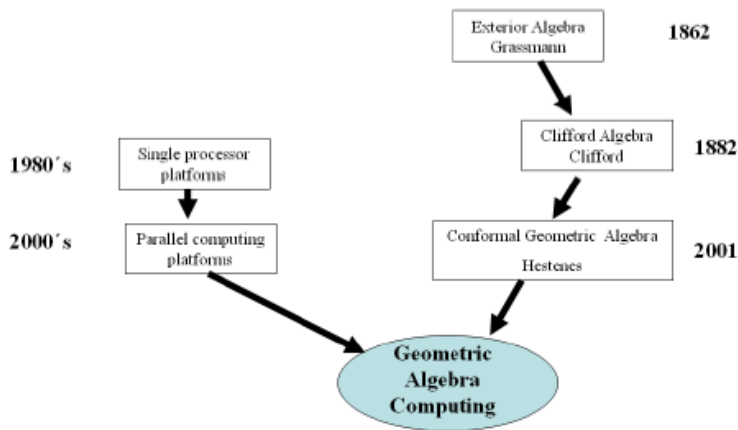 Exterior Algebra
Grassmann
1862
Clifford Algebra
Clifford
1882
1980´s
Single processor
platforms
2000´s
Parallel computing
platforms
Conformal Geometric Algebra
Hestenes
2001
Geometric
Algebra
Computing